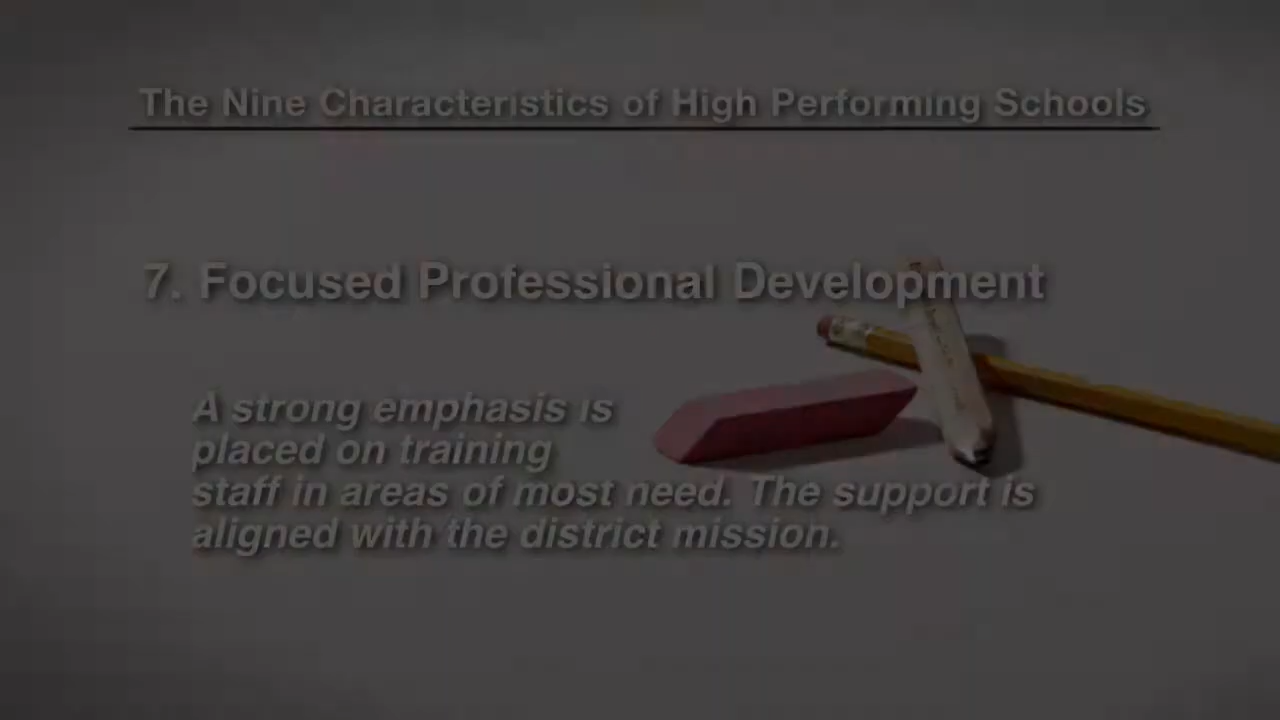 The Nine Characteristics of High Performing Schools
7. Focused Professional Development
A strong emphasis is
placed on training
staff in areas of most need. The support is
aligned with the district mission.